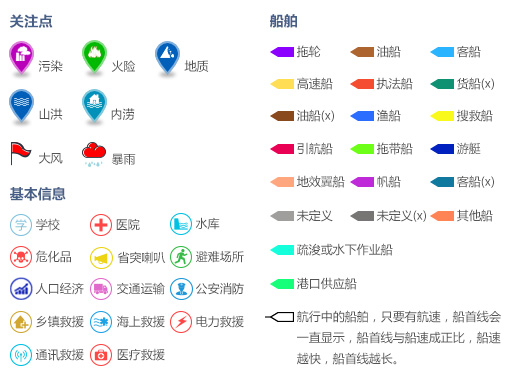 关注点
污染 火险 地质
山洪 内涝
大风 暴雨
基本信息
学 学校 医院 水库
危化品 省突喇叭 避难场所
人口经济 交通运输 公安消防
乡镇救援 海上救援 电力救援
通讯救援 医疗救援
船舶
拖轮 油船 客船
高速船 执法船 货船(x)
油船(x) 渔船 搜救船
引航船 拖带船 游艇
地效翼船 帆船 客船(x)
未定义 未定义(x) 其他船
疏浚或水下作业船
港口供应船
航行中的船舶，只要有航速，船首线会
一直显示，船首线与船速成正比，船速
越快，船首线越长。